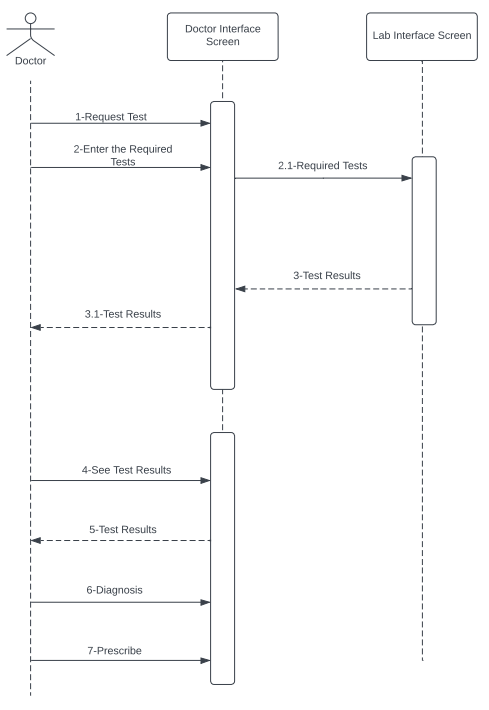 Doctor
Doctor Interface
Screen
Lab Interface Screen
1-Request Test
2-Enter the Required
Tests
2.1-Required Tests
3-Test Results
3.1-Test Results
4-See Test Results
5-Test Results
6-Diagnosis
7-Prescribe